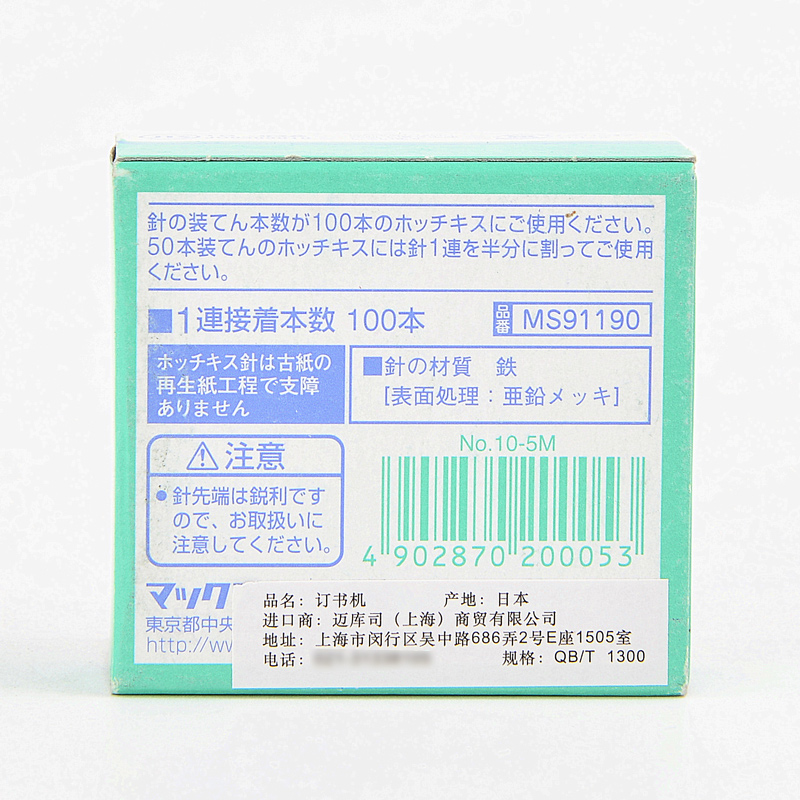 針の装てん本数が100本のホッチキスにご使用ください。
50本装てんのホッチキスには針1連を半分に割ってご使用
ください。
■1連接着本数 100本
品番 MS91190
ホッチキス針は古紙の
再生紙工程で支障
ありません
■針の材質 鉄
[表面処理：亜鉛メッキ]
⚠注意
●針先端は鋭利です
ので、お取扱いに
注意してください。
No.10-5M
4 902870 200053
マック
東京都中央
http://ww
品名: 订书机 产地: 日本
进口商: 迈库司（上海）商贸有限公司
地址: 上海市闵行区吴中路686弄2号E座1505室
电话:
规格: QB/T 1300